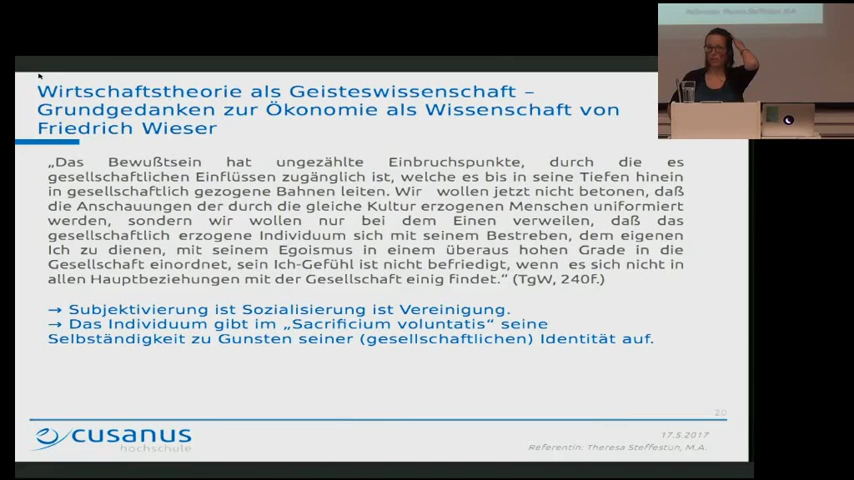 Wirtschaftstheorie als Geisteswissenschaft –
Grundgedanken zur Ökonomie als Wissenschaft von
Friedrich Wieser
„Das Bewußtsein hat ungezählte Einbruchspunkte, durch die es
gesellschaftlichen Einflüssen zugänglich ist, welche es bis in seine Tiefen hinein
in gesellschaftlich gezogene Bahnen leiten. Wir wollen jetzt nicht betonen, daß
die Anschauungen der durch die gleiche Kultur erzogenen Menschen uniformiert
werden, sondern wir wollen nur bei dem Einen verweilen, daß das
gesellschaftlich erzogene Individuum sich mit seinem Bestreben, dem eigenen
Ich zu dienen, mit seinem Egoismus in einem überaus hohen Grade in die
Gesellschaft einordnet, sein Ich-Gefühl ist nicht befriedigt, wenn es sich nicht in
allen Hauptbeziehungen mit der Gesellschaft einig findet.“ (TgW, 240f.)
→ Subjektivierung ist Sozialisierung ist Vereinigung.
→ Das Individuum gibt im „Sacrificium voluntatis“ seine
Selbständigkeit zu Gunsten seiner (gesellschaftlichen) Identität auf.
20
cusanus
hochschule
17.5.2017
Referentin: Theresa Steffestun, M.A.